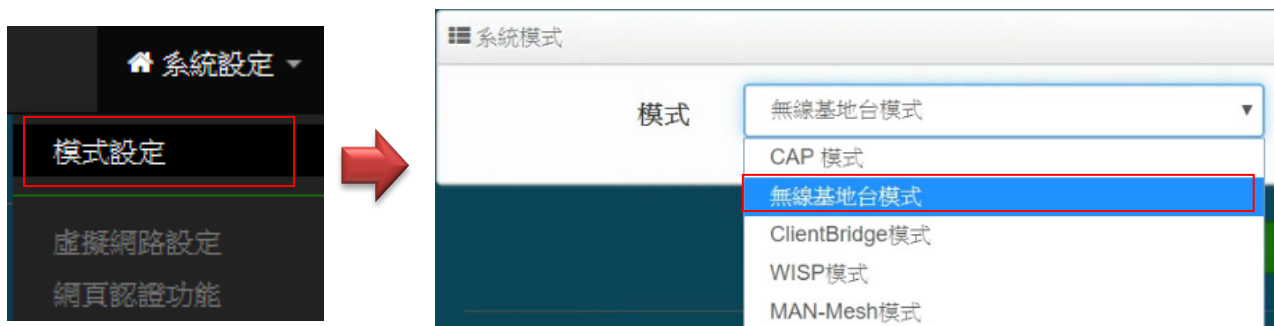 系統設定
模式設定
虛擬網路設定
網頁認證功能
系統模式
模式
無線基地台模式
CAP 模式
無線基地台模式
ClientBridge模式
WISP模式
MAN-Mesh模式